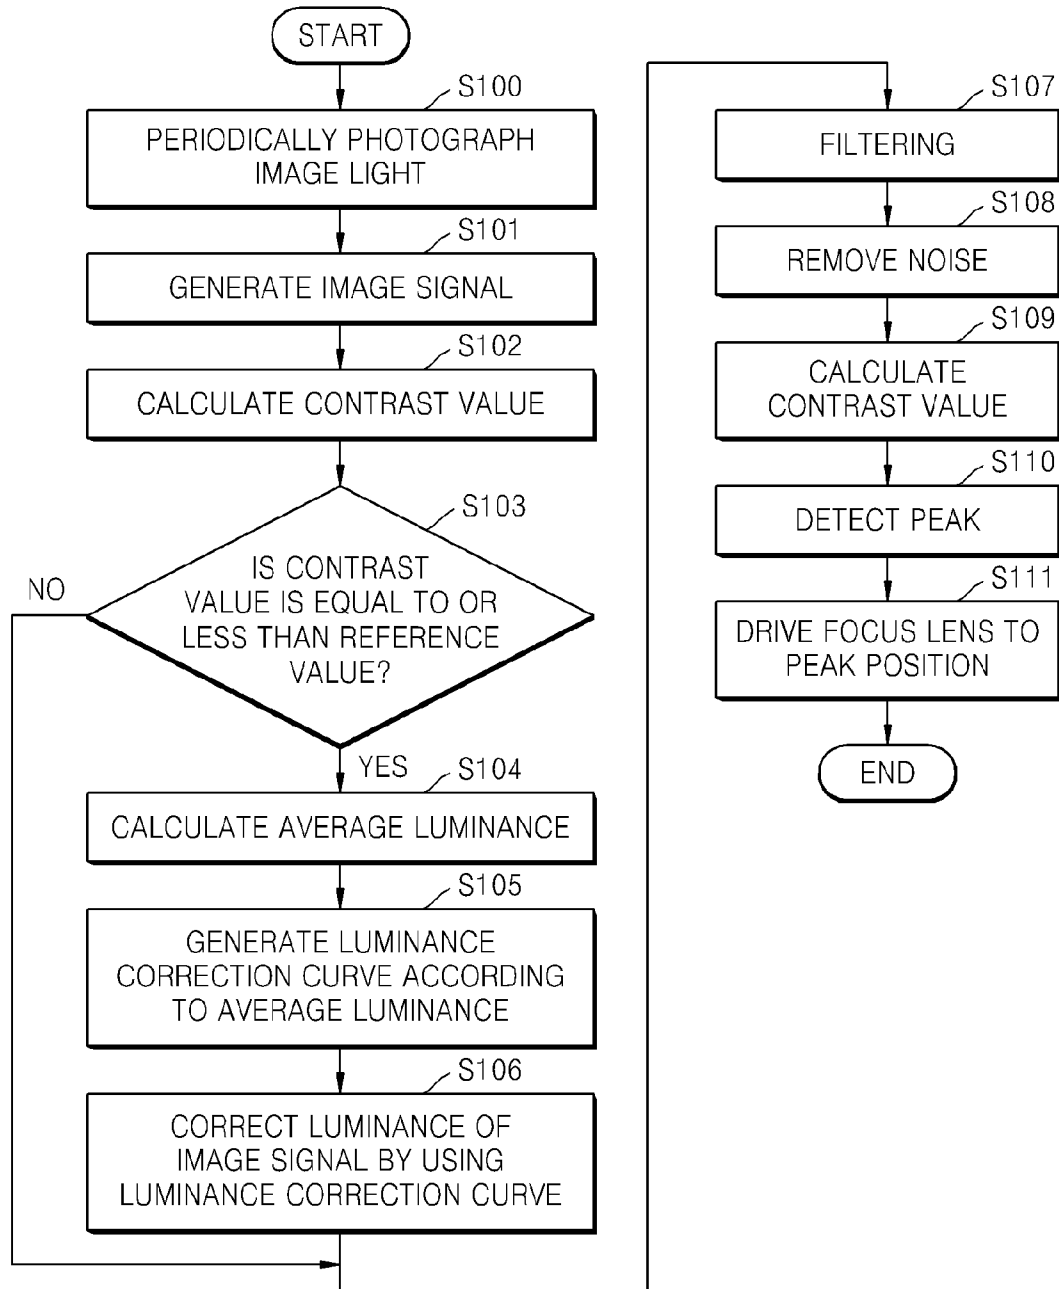 START
S100
PERIODICALLY PHOTOGRAPH
IMAGE LIGHT
S101
GENERATE IMAGE SIGNAL
S102
CALCULATE CONTRAST VALUE
S103
IS CONTRAST
VALUE IS EQUAL TO OR
LESS THAN REFERENCE
VALUE?
NO
YES
S104
CALCULATE AVERAGE LUMINANCE
S105
GENERATE LUMINANCE
CORRECTION CURVE ACCORDING
TO AVERAGE LUMINANCE
S106
CORRECT LUMINANCE OF
IMAGE SIGNAL BY USING
LUMINANCE CORRECTION CURVE
S107
FILTERING
S108
REMOVE NOISE
S109
CALCULATE
CONTRAST VALUE
S110
DETECT PEAK
S111
DRIVE FOCUS LENS TO
PEAK POSITION
END